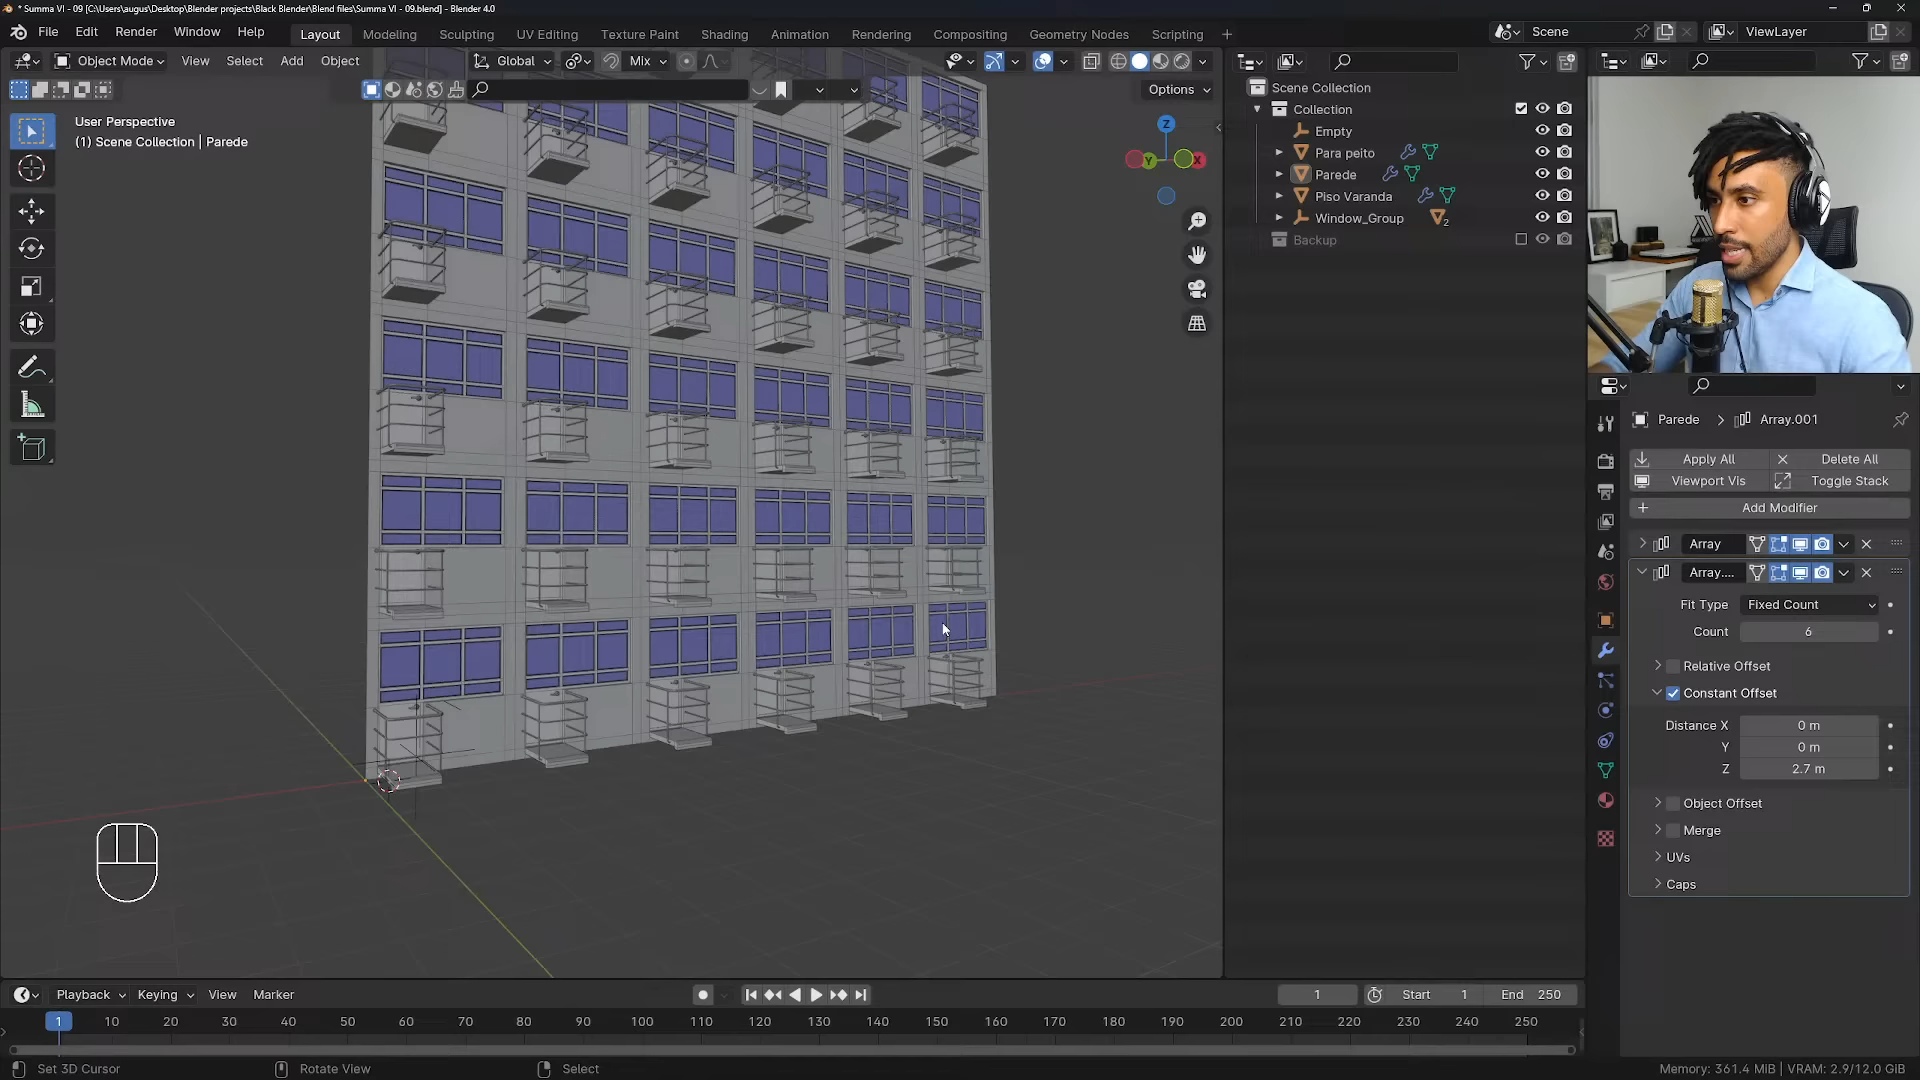 * Summa VI - 09 [C:\Users\augus\Desktop\Blender projects\Black Blender\Blend files\Summa VI - 09.blend] - Blender 4.0
File Edit Render Window Help Layout Modeling Sculpting UV Editing Texture Paint Shading Animation Rendering Compositing Geometry Nodes Scripting + Scene ViewLayer
Object Mode View Select Add Object Global Mix
Options
User Perspective
(1) Scene Collection | Parede
Z
Y X
Scene Collection
Collection
Empty
Para peito
Parede
Piso Varanda
Window_Group 2
Backup
Parede > Array.001
Apply All Delete All
Viewport Vis Toggle Stack
Add Modifier
Array
Array....
Fit Type Fixed Count
Count 6
Relative Offset
Constant Offset
Distance X 0 m
Y 0 m
Z 2.7 m
Object Offset
Merge
UVs
Caps
Playback Keying View Marker 1 Start 1 End 250
1 10 20 30 40 50 60 70 80 90 100 110 120 130 140 150 160 170 180 190 200 210 220 230 240 250
Set 3D Cursor Rotate View Select Memory: 361.4 MiB | VRAM: 2.9/12.0 GiB